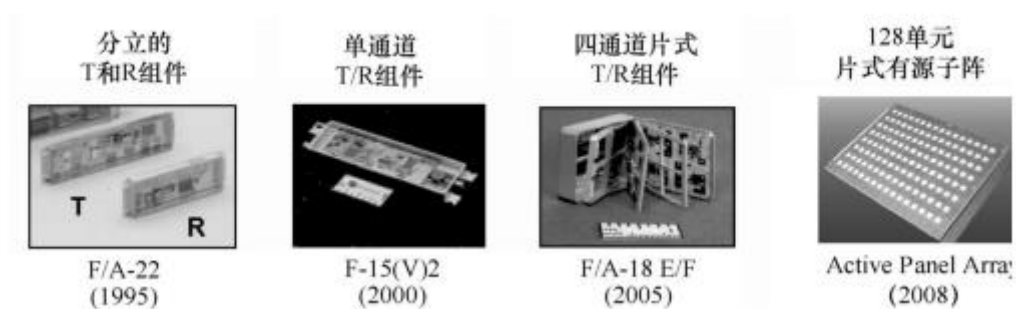 分立的
T和R组件
单通道
T/R组件
四通道片式
T/R组件
128单元
片式有源子阵
T
R
F/A-22
(1995)
F-15(V)2
(2000)
F/A-18 E/F
(2005)
Active Panel Array
(2008)